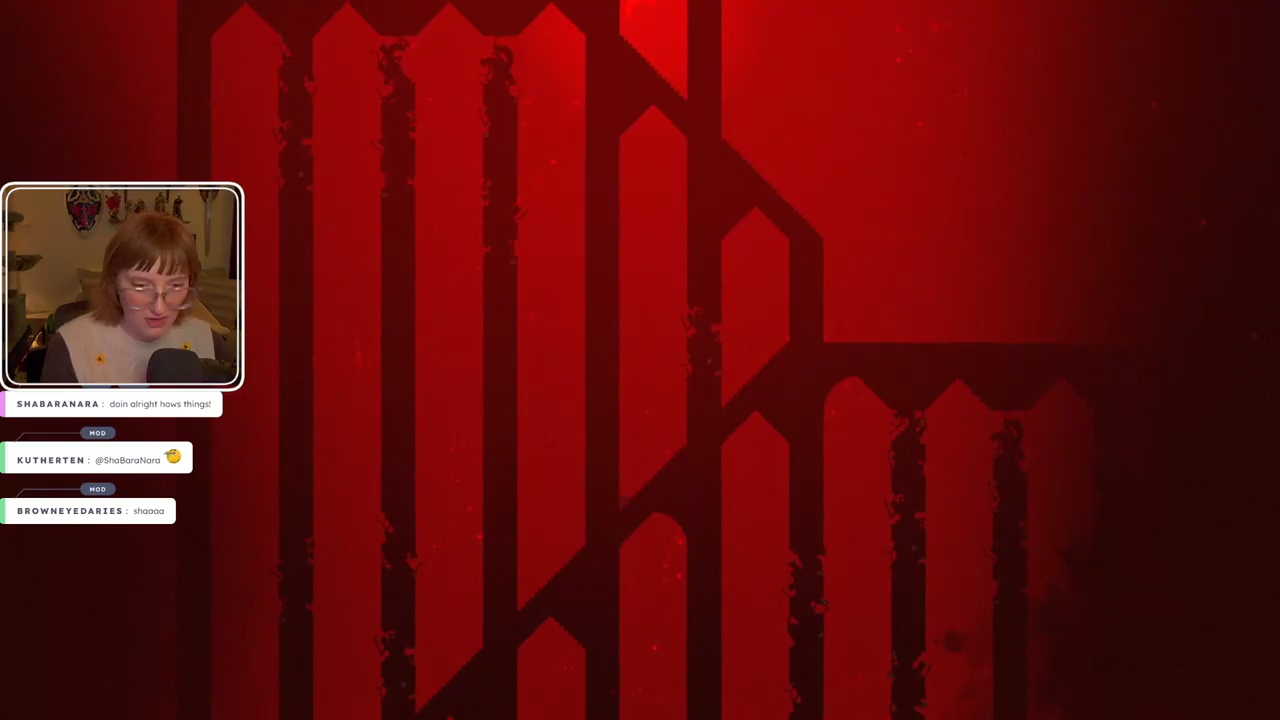 SHABARANARA: doin alright hows things!
MOD
KUTHERTEN: @ShaBaraNara
MOD
BROWNEYEDARIES: shaaaa